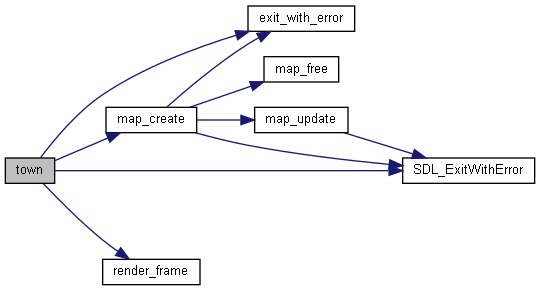 exit_with_error
map_free
map_create
map_update
town
SDL_ExitWithError
render_frame